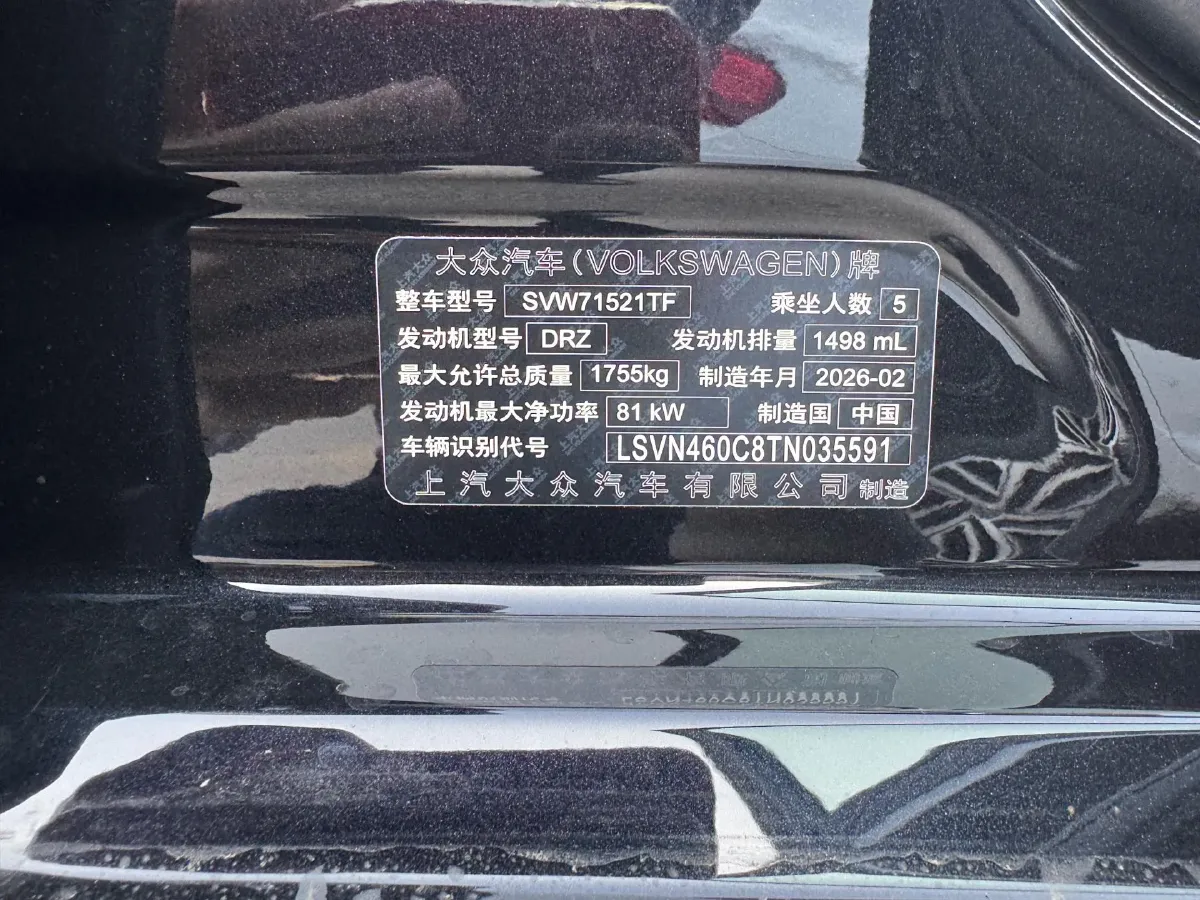 大众汽车(VOLKSWAGEN)牌
整车型号 SVW71521TF 乘坐人数 5
发动机型号 DRZ 发动机排量 1498 mL
最大允许总质量 1755kg 制造年月 2026-02
发动机最大净功率 81 kW 制造国 中国
车辆识别代号 LSVN460C8TN035591
上汽大众汽车有限公司 制造